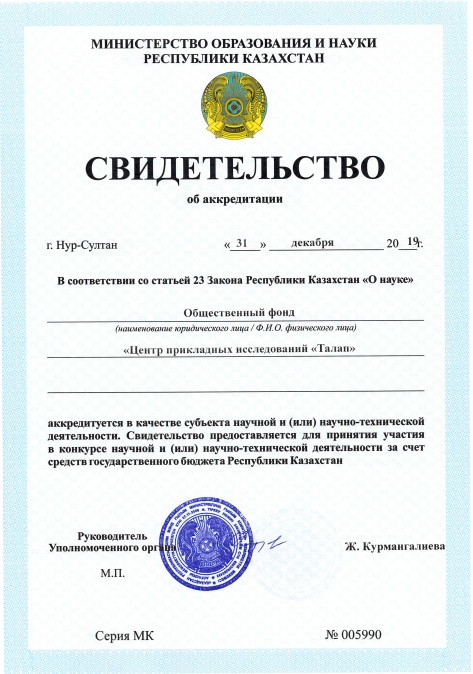 МИНИСТЕРСТВО ОБРАЗОВАНИЯ И НАУКИ
РЕСПУБЛИКИ КАЗАХСТАН
СВИДЕТЕЛЬСТВО
об аккредитации
г. Нур-Султан « 31 » декабря 20 19 г.
В соответствии со статьей 23 Закона Республики Казахстан «О науке»
Общественный фонд
(наименование юридического лица / Ф.И.О. физического лица)
«Центр прикладных исследований «Талап»
аккредитуется в качестве субъекта научной и (или) научно-технической
деятельности. Свидетельство предоставляется для принятия участия
в конкурсе научной и (или) научно-технической деятельности за счет
средств государственного бюджета Республики Казахстан
Руководитель
Уполномоченного органа Ж. Курмангалиева
М.П.
Серия МК № 005990